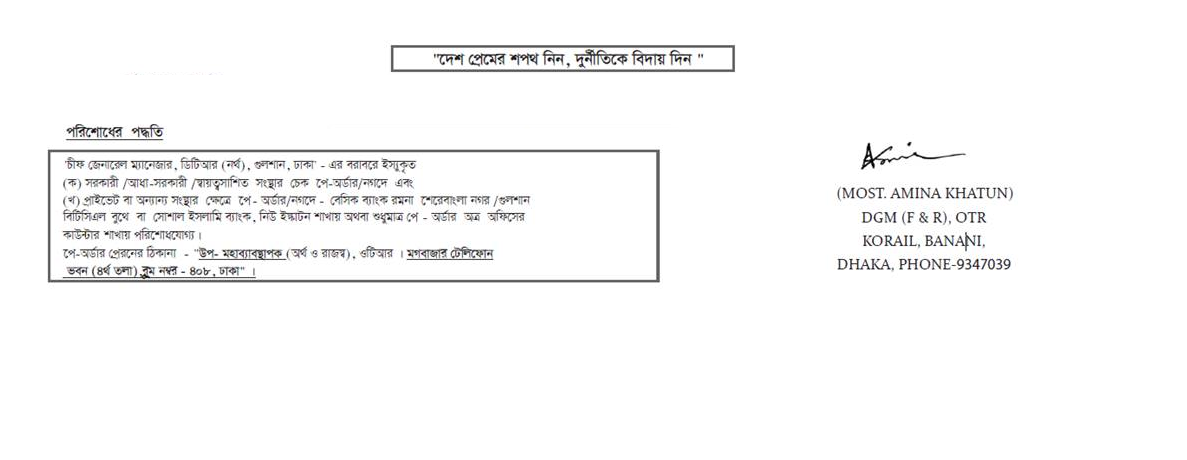 "দেশ প্রেমের শপথ নিন, দুর্নীতিকে বিদায় দিন "
পরিশোধের পদ্ধতি
'চীফ জেনারেল ম্যানেজার, ডিটিআর (নর্থ), গুলশান, ঢাকা' - এর বরাবরে ইস্যুকৃত
(ক) সরকারী /আধা-সরকারী /স্বায়ত্বসাশিত সংস্থার চেক পে-অর্ডার/নগদে এবং
(খ) প্রাইভেট বা অন্যান্য সংস্থার ক্ষেত্রে পে- অর্ডার/নগদে - বেসিক ব্যাংক রমনা শেরেবাংলা নগর /গুলশান
বিটিসিএল বুথে বা সোশাল ইসলামি ব্যাংক, নিউ ইস্কাটন শাখায় অথবা শুধুমাত্র পে - অর্ডার অত্র অফিসের
কাউন্টার শাখায় পরিশোধযোগ্য।
পে-অর্ডার প্রেরনের ঠিকানা - "উপ- মহাব্যাবস্থাপক (অর্থ ও রাজস্ব), ওটিআর । মগবাজার টেলিফোন
ভবন (৪র্থ তলা) রুম নম্বর - ৪০৮, ঢাকা" ।
(MOST. AMINA KHATUN)
DGM (F & R), OTR
KORAIL, BANANI,
DHAKA, PHONE-9347039